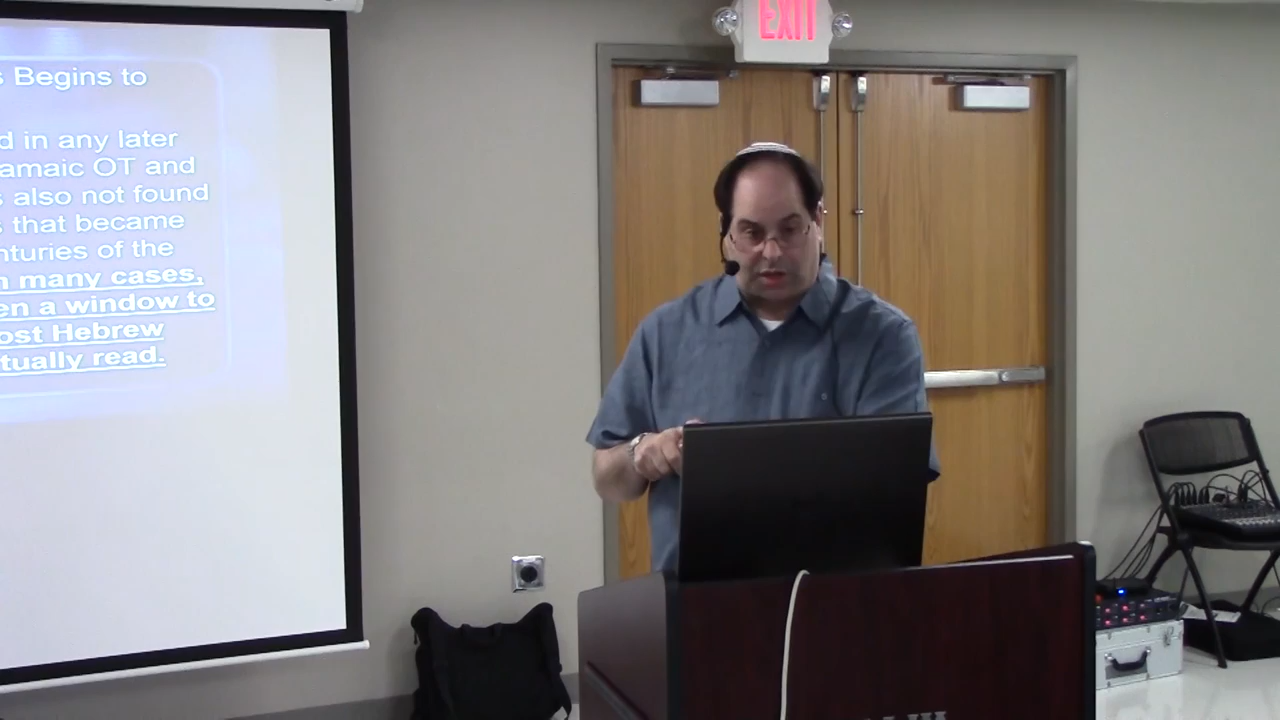 s Begins to
d in any later
amaic OT and
s also not found
s that became
nturies of the
n many cases,
en a window to
ost Hebrew
tually read.
EXIT